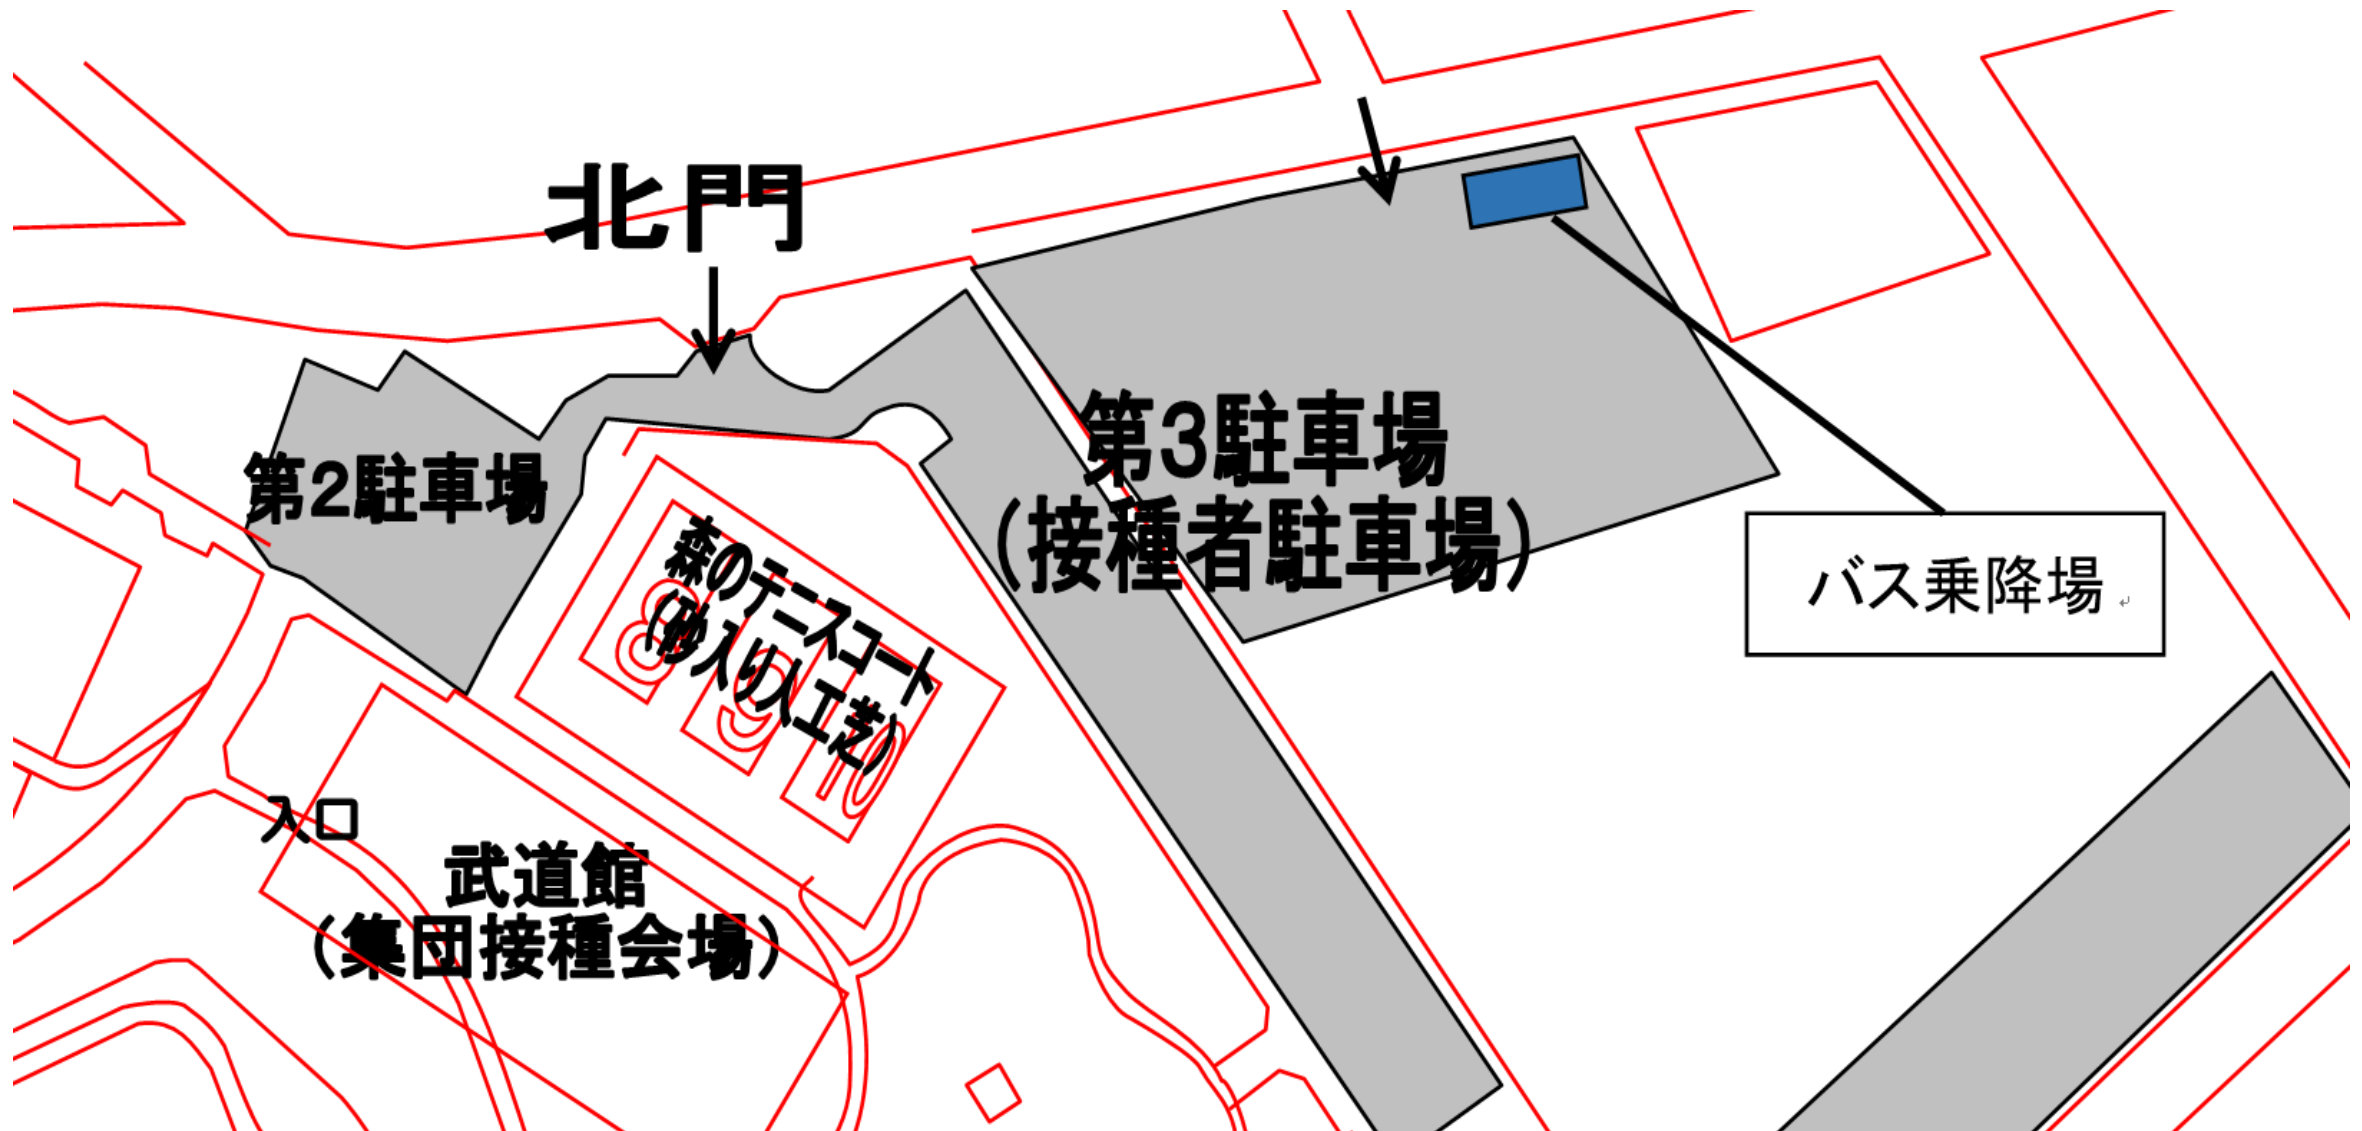 北門
第2駐車場
第3駐車場
(接種者駐車場)
バス乗降場
森のテニスコート
(砂入り人工芝)
8
9
10
入口
武道館
(集団接種会場)